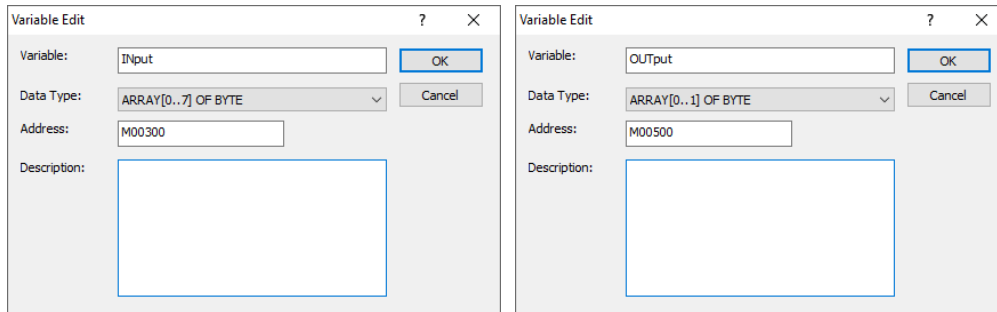 Variable Edit ? ×
Variable: INput OK
Data Type: ARRAY[0..7] OF BYTE Cancel
Address: M00300
Description:
Variable Edit ? ×
Variable: OUTput OK
Data Type: ARRAY[0..1] OF BYTE Cancel
Address: M00500
Description: